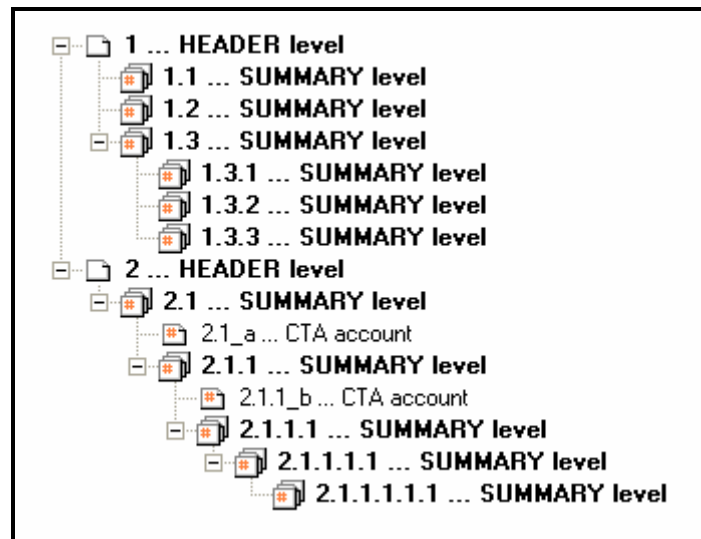 1 ... HEADER level
1.1 ... SUMMARY level
1.2 ... SUMMARY level
1.3 ... SUMMARY level
1.3.1 ... SUMMARY level
1.3.2 ... SUMMARY level
1.3.3 ... SUMMARY level
2 ... HEADER level
2.1 ... SUMMARY level
2.1_a ... CTA account
2.1.1 ... SUMMARY level
2.1.1_b ... CTA account
2.1.1.1 ... SUMMARY level
2.1.1.1.1 ... SUMMARY level
2.1.1.1.1.1 ... SUMMARY level